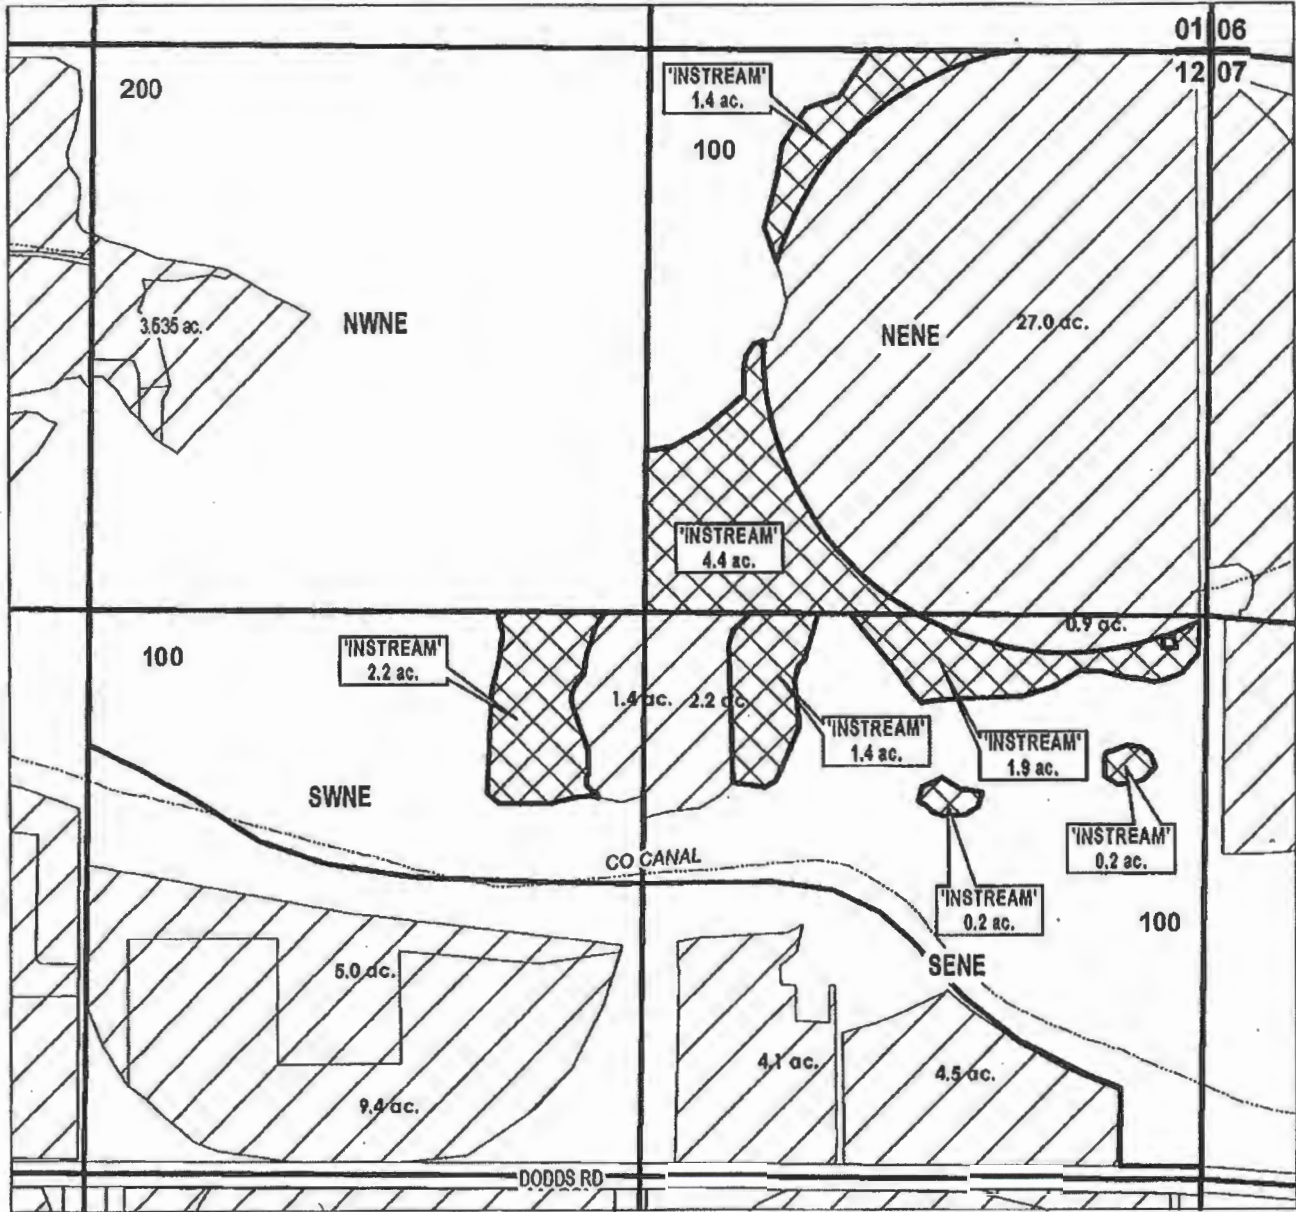 01 06
12 07
200
'INSTREAM'
1.4 ac.
100
3.535 ac.
NWNE
NENE
27.0 ac.
'INSTREAM'
4.4 ac.
0.9 ac.
100
'INSTREAM'
2.2 ac.
1.4 ac. 2.2 ac.
'INSTREAM'
1.4 ac.
'INSTREAM'
1.9 ac.
SWNE
'INSTREAM'
0.2 ac.
CO CANAL
'INSTREAM'
0.2 ac.
100
5.0 ac.
SENE
4.1 ac.
4.5 ac.
9.4 ac.
DODDS RD